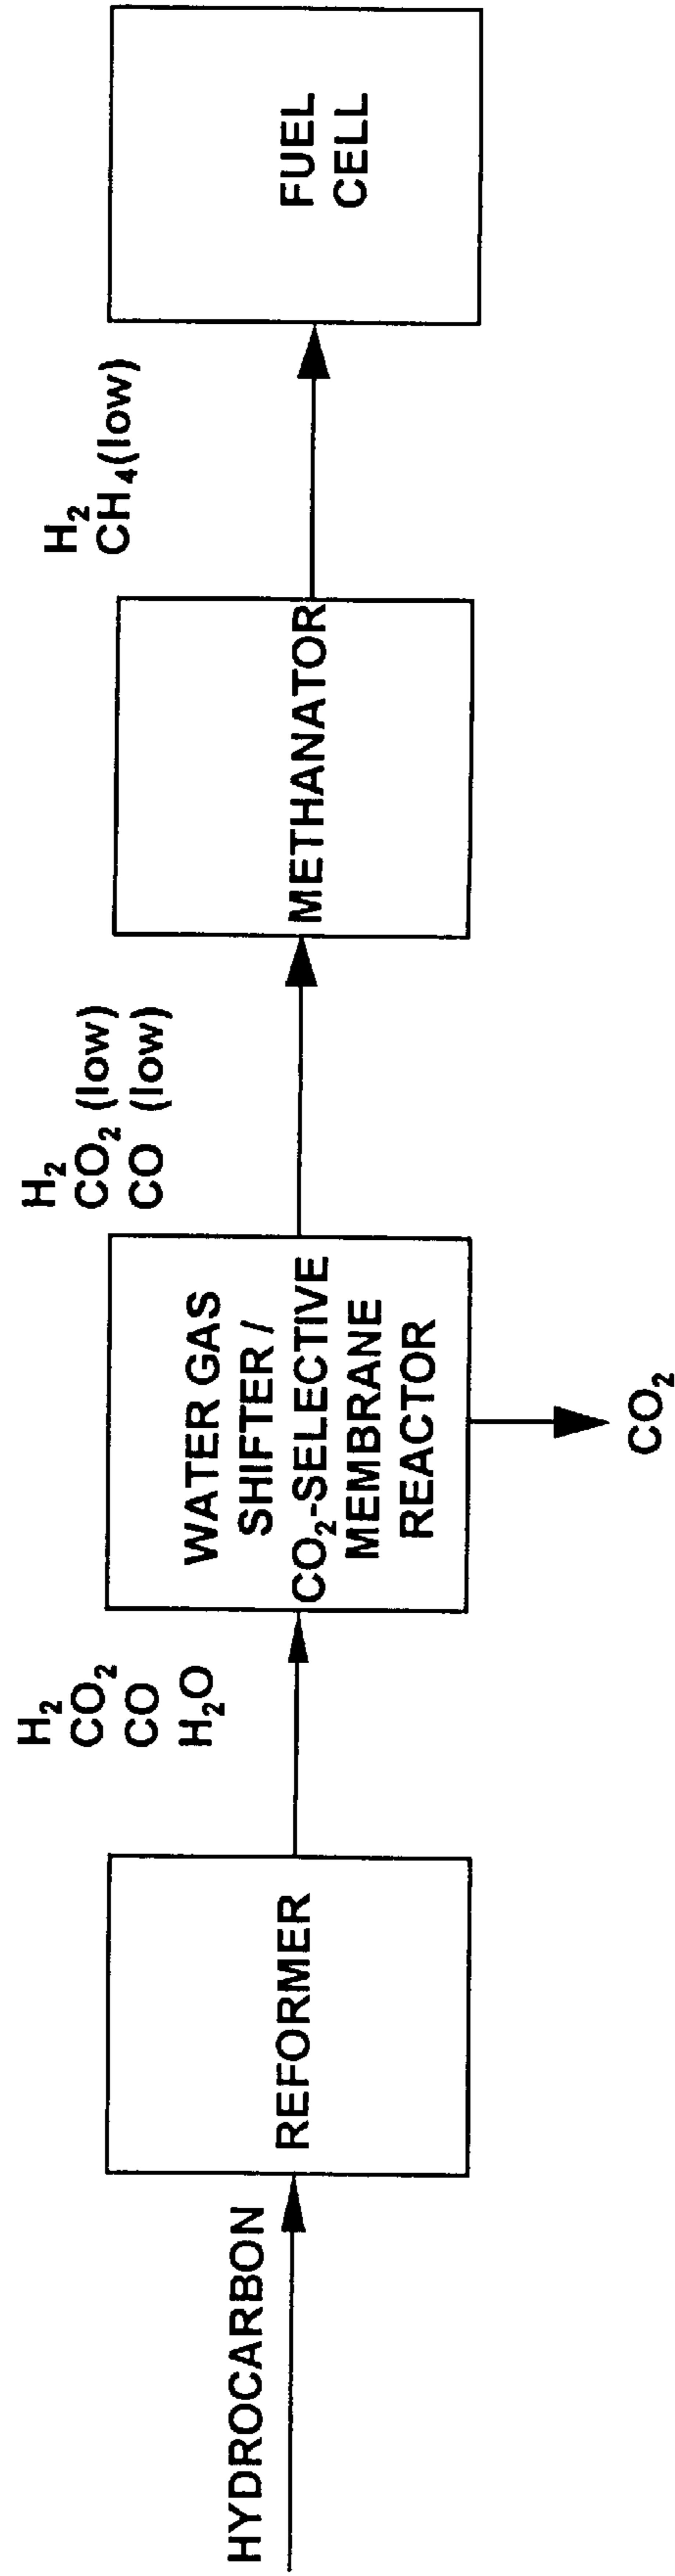 HYDROCARBON
REFORMER
H₂
CO₂
CO
H₂O
WATER GAS
SHIFTER /
CO₂-SELECTIVE
MEMBRANE
REACTOR
CO₂
H₂
CO₂ (low)
CO (low)
METHANATOR
H₂
CH₄(low)
FUEL
CELL